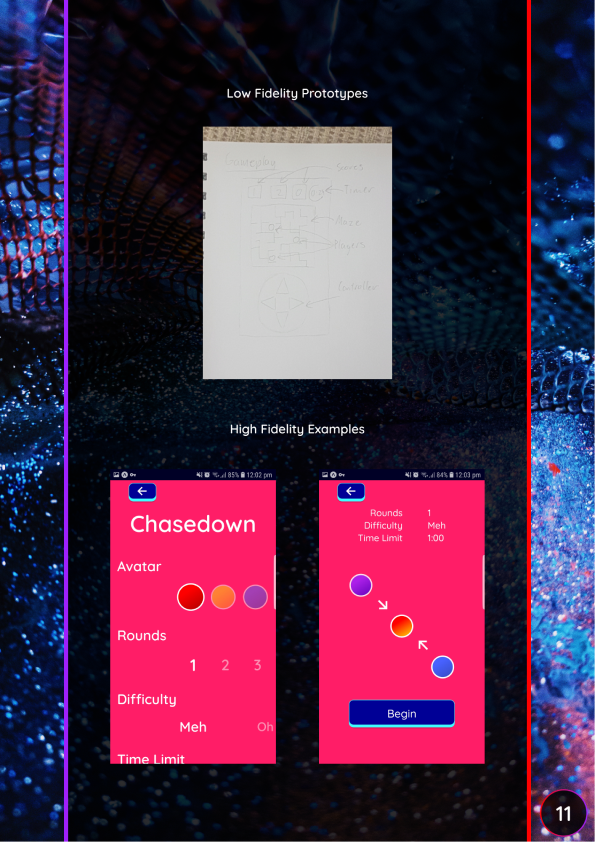 Low Fidelity Prototypes
Gameplay
Scores
Timer
Maze
Players
Controller
High Fidelity Examples
85% 12:02 pm
Chasedown
Avatar
Rounds
1 2 3
Difficulty
Meh Oh
Time Limit
84% 12:03 pm
Rounds 1
Difficulty Meh
Time Limit 1:00
Begin
11